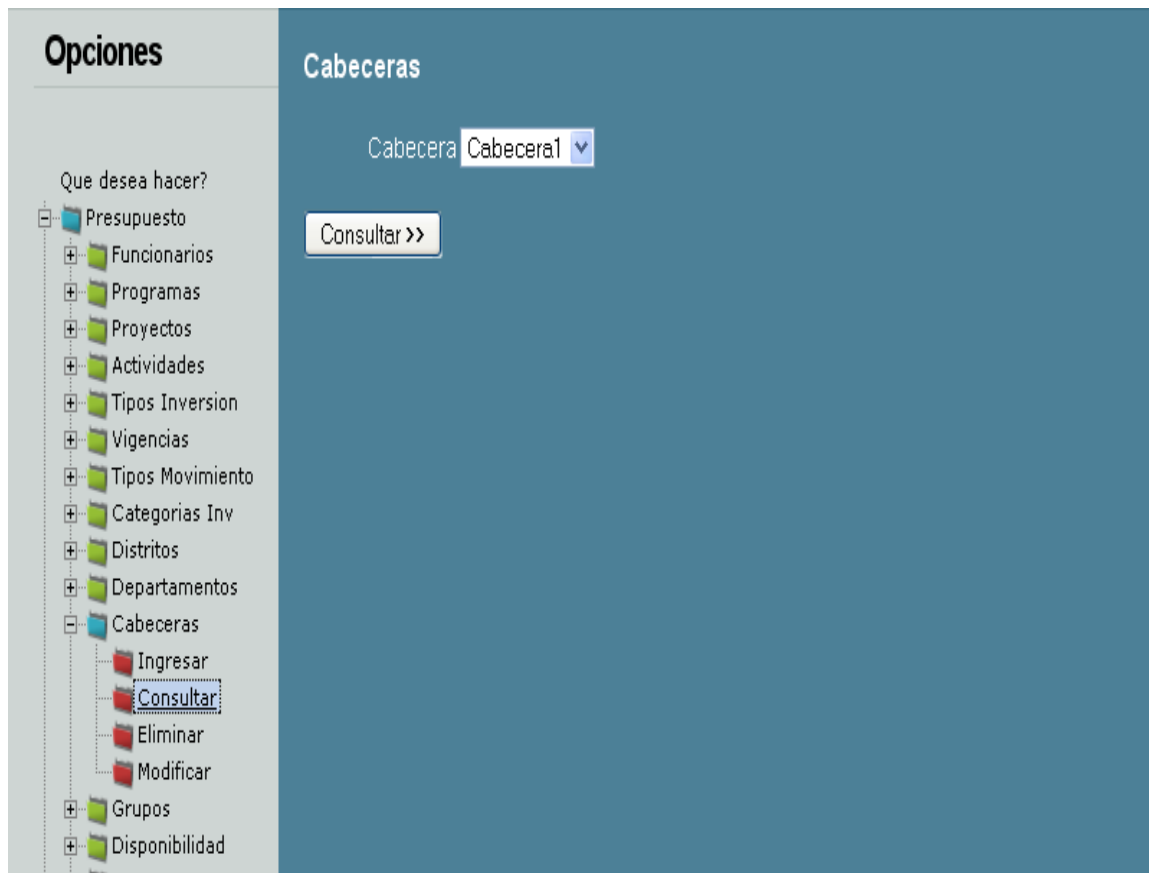 Opciones
Que desea hacer?
Presupuesto
Funcionarios
Programas
Proyectos
Actividades
Tipos Inversion
Vigencias
Tipos Movimiento
Categorias Inv
Distritos
Departamentos
Cabeceras
Ingresar
Consultar
Eliminar
Modificar
Grupos
Disponibilidad
Cabeceras
Cabecera Cabecera1
Consultar >>